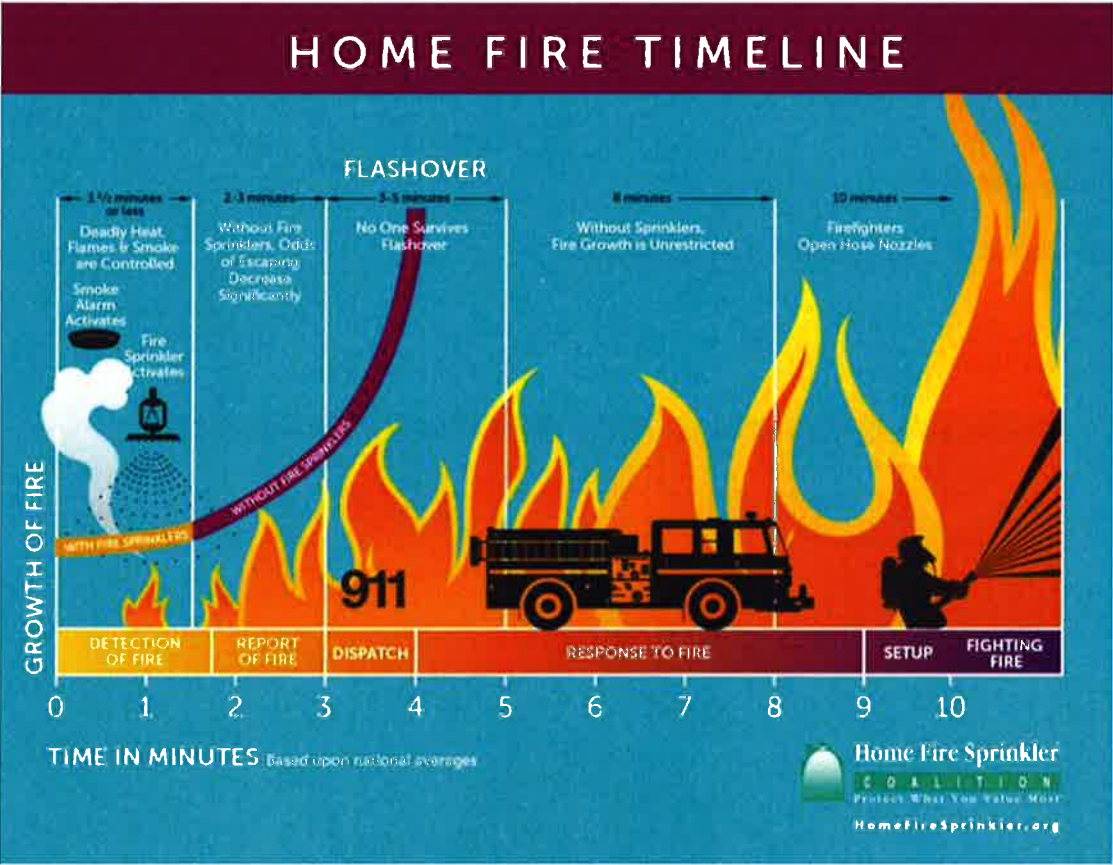 HOME FIRE TIMELINE
FLASHOVER
1 ½ minutes
or less
Deadly Heat,
Flames & Smoke
are Controlled
Smoke
Alarm
Activates
Fire
Sprinkler
Activates
2-3 minutes
Without Fire
Sprinklers, Odds
of Escaping
Decrease
Significantly
3-5 minutes
No One Survives
Flashover
8 minutes
Without Sprinklers,
Fire Growth is Unrestricted
10 minutes
Firefighters
Open Hose Nozzles
GROWTH OF FIRE
WITH FIRE SPRINKLERS
WITHOUT FIRE SPRINKLERS
911
DETECTION
OF FIRE
REPORT
OF FIRE
DISPATCH
RESPONSE TO FIRE
SETUP
FIGHTING
FIRE
0 1 2 3 4 5 6 7 8 9 10
TIME IN MINUTES Based upon national averages
Home Fire Sprinkler
COALITION
Protect What You Value Most
HomeFireSprinkler.org